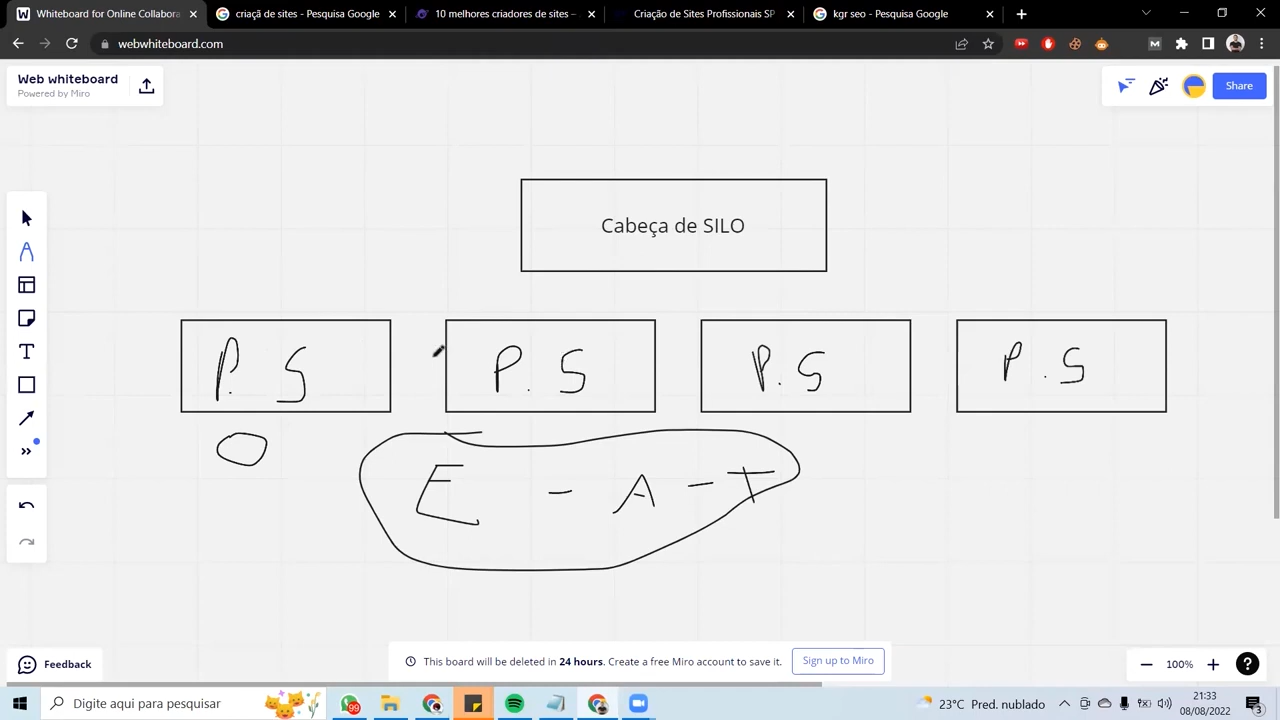 Whiteboard for Online Collabora
criaçã de sites - Pesquisa Google
10 melhores criadores de sites –
Criação de Sites Profissionais SP
kgr seo - Pesquisa Google
webwhiteboard.com
Web whiteboard
Powered by Miro
Share
Cabeça de SILO
P. S
P. S
P. S
P. S
E - A - T
Feedback
This board will be deleted in 24 hours. Create a free Miro account to save it.
Sign up to Miro
100%
Digite aqui para pesquisar
99
23°C Pred. nublado
21:33
08/08/2022
3